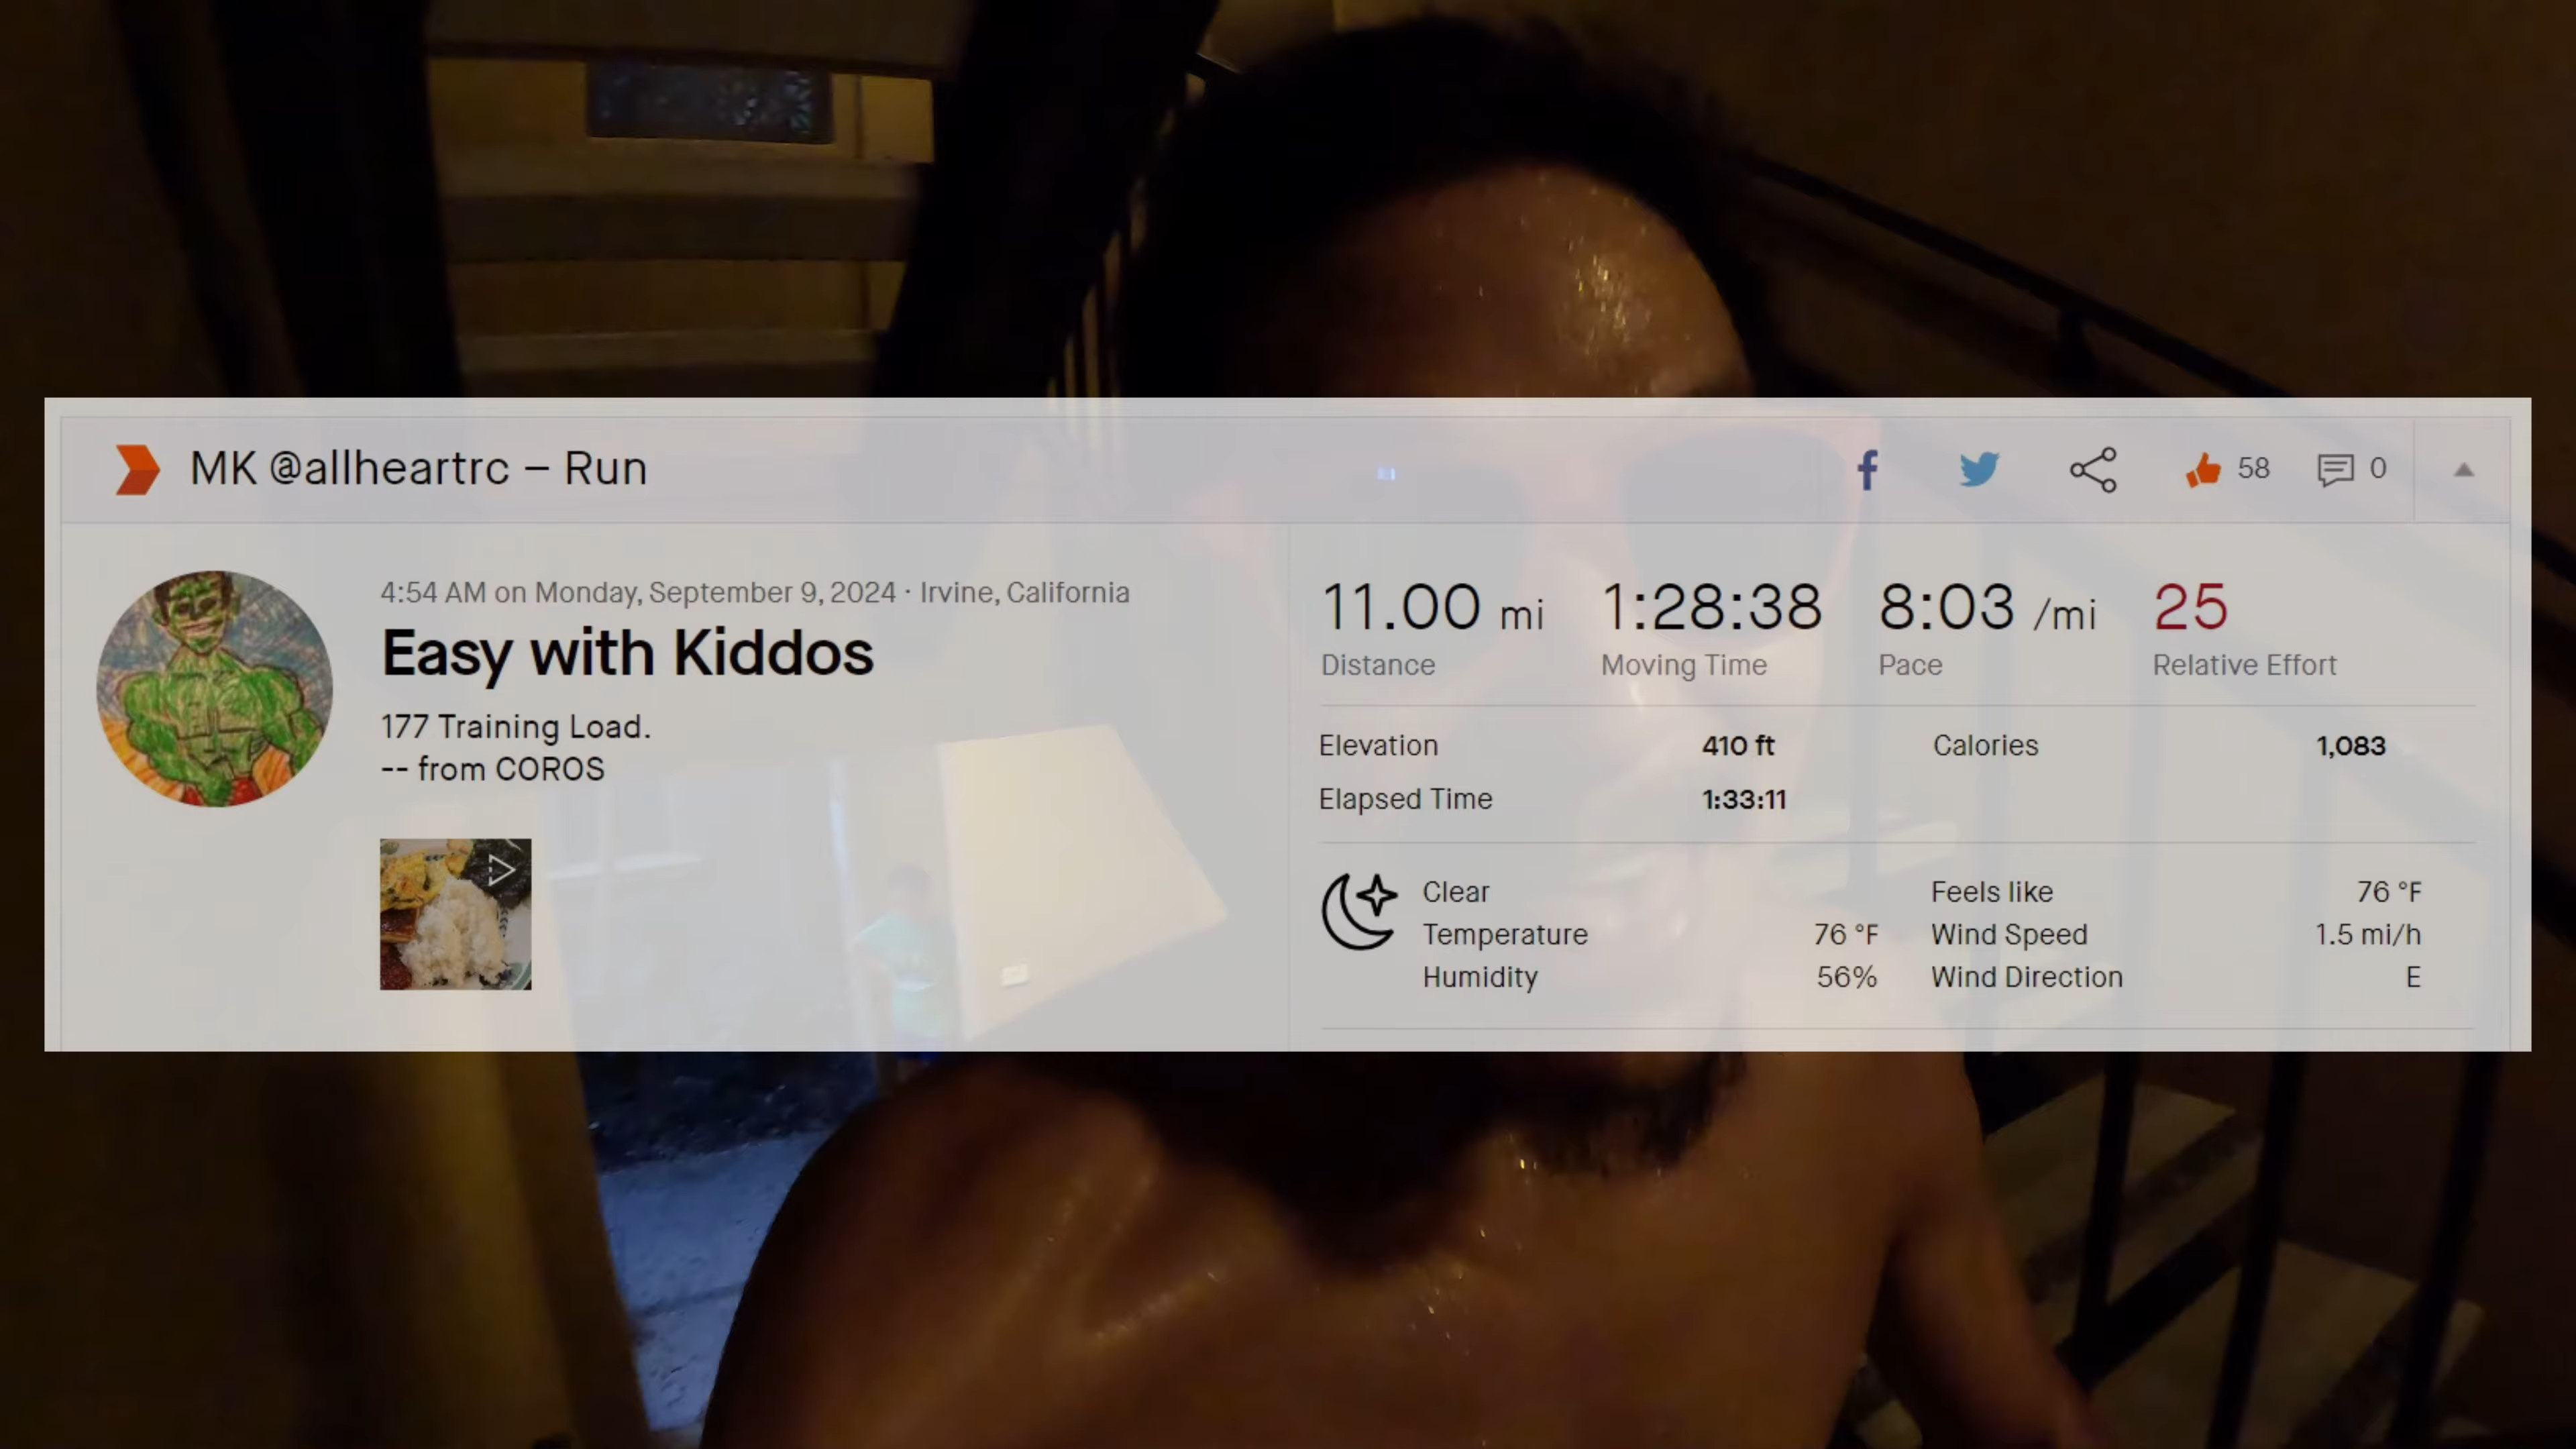 MK @allheartrc – Run
58
0
4:54 AM on Monday, September 9, 2024 · Irvine, California
Easy with Kiddos
177 Training Load.
-- from COROS
11.00 mi
Distance
1:28:38
Moving Time
8:03 /mi
Pace
25
Relative Effort
Elevation 410 ft
Calories 1,083
Elapsed Time 1:33:11
Clear
Temperature 76 °F
Humidity 56%
Feels like 76 °F
Wind Speed 1.5 mi/h
Wind Direction E